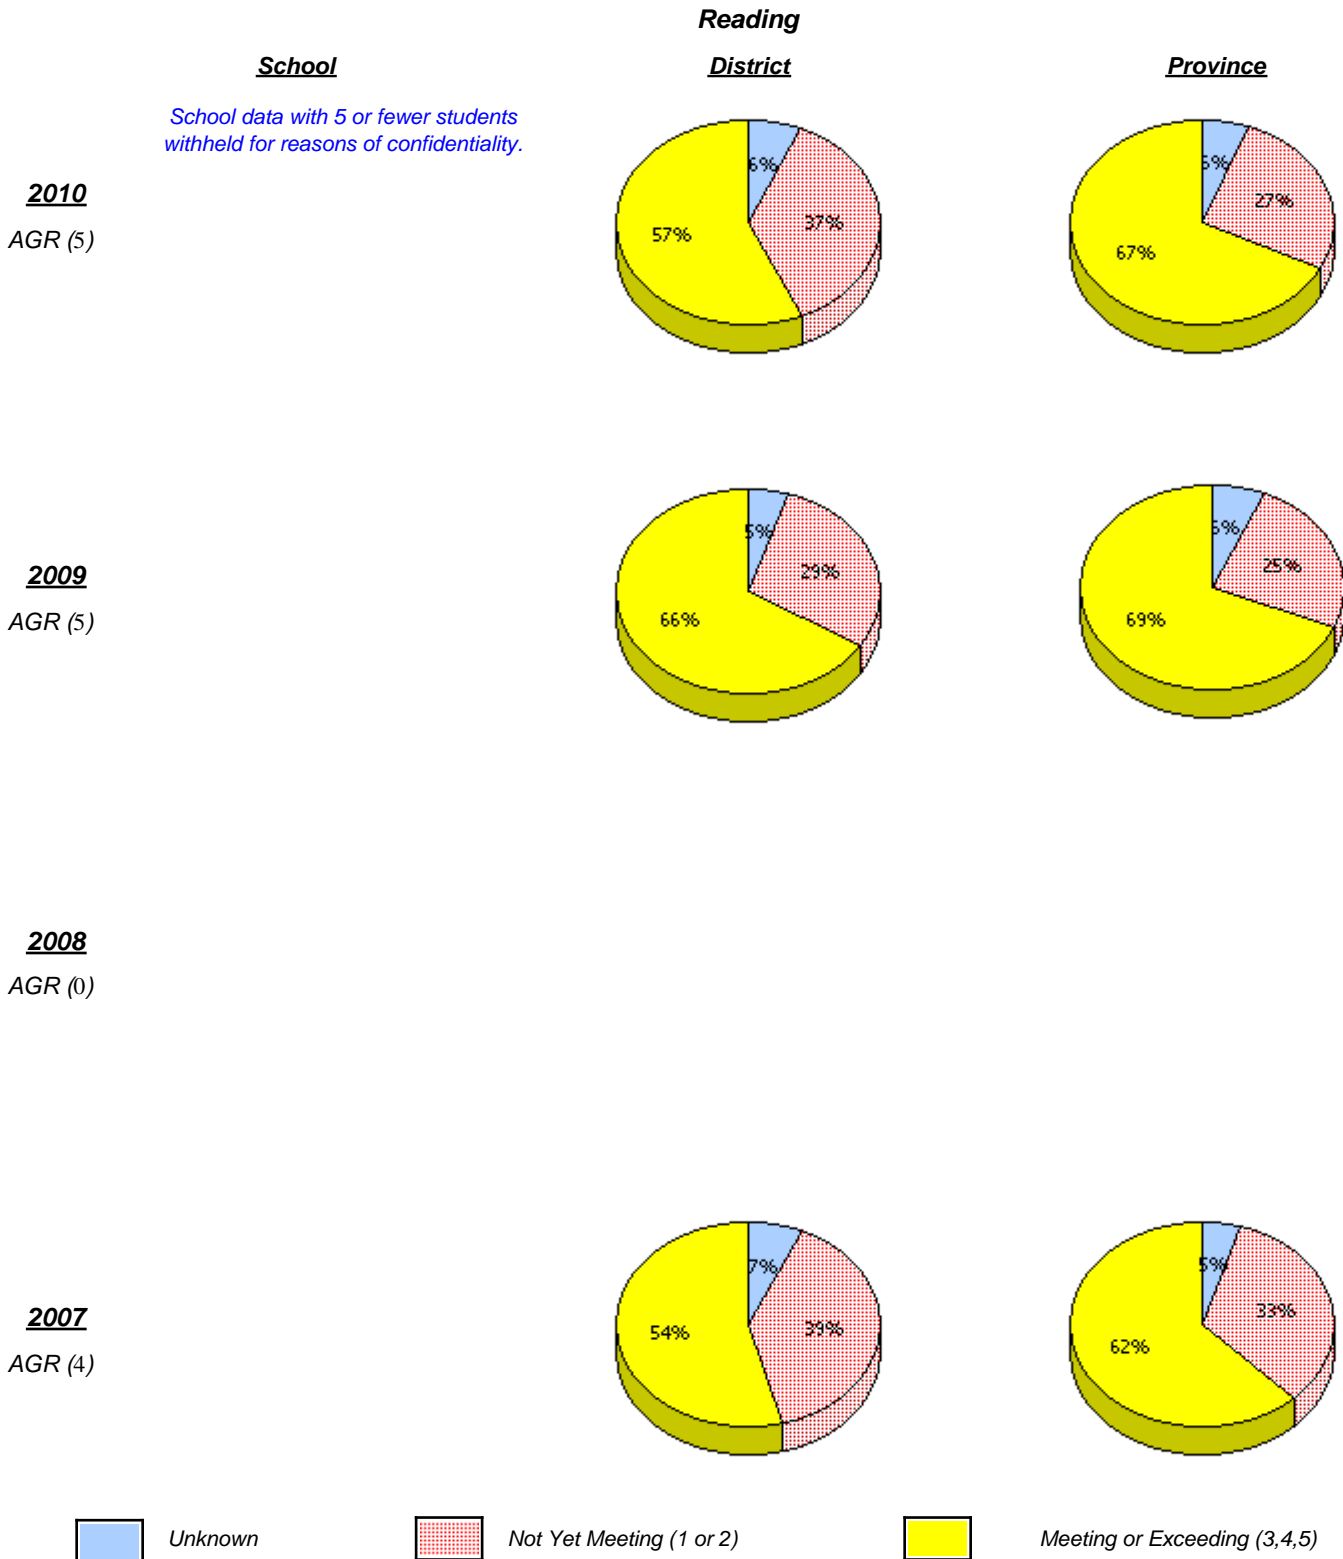 Reading
School District Province
School data with 5 or fewer students
withheld for reasons of confidentiality.
2010
AGR (5)
6%
37%
57%
6%
27%
67%
2009
AGR (5)
5%
29%
66%
6%
25%
69%
2008
AGR (0)
2007
AGR (4)
7%
39%
54%
5%
33%
62%
Unknown Not Yet Meeting (1 or 2) Meeting or Exceeding (3,4,5)